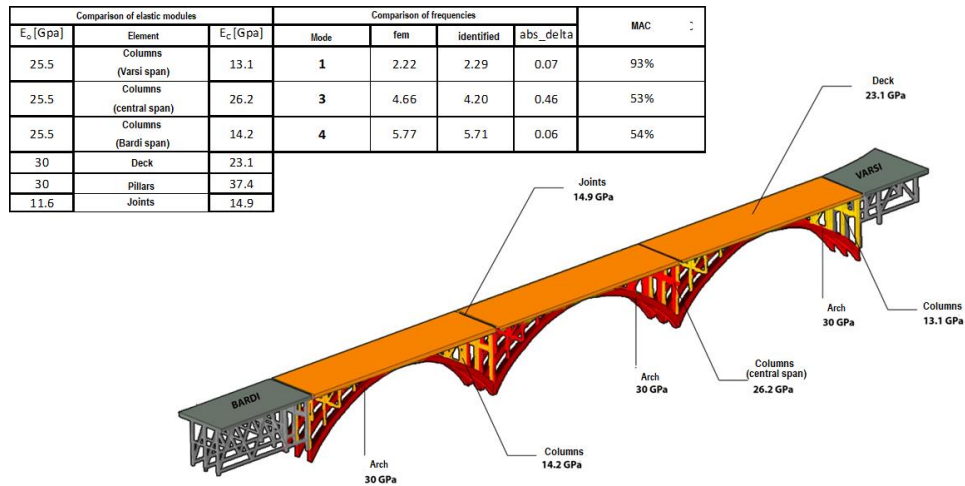 Comparison of elastic modules Comparison of frequencies MAC
E₀ [Gpa] Element E_C [Gpa] Mode fem identified abs_delta
25.5 Columns (Varsi span) 13.1 1 2.22 2.29 0.07 93%
25.5 Columns (central span) 26.2 3 4.66 4.20 0.46 53%
25.5 Columns (Bardi span) 14.2 4 5.77 5.71 0.06 54%
30 Deck 23.1
30 Pillars 37.4
11.6 Joints 14.9
Deck
23.1 GPa
VARSI
Joints
14.9 GPa
Columns
13.1 GPa
Arch
30 GPa
Columns
(central span)
26.2 GPa
Arch
30 GPa
BARDI
Columns
14.2 GPa
Arch
30 GPa